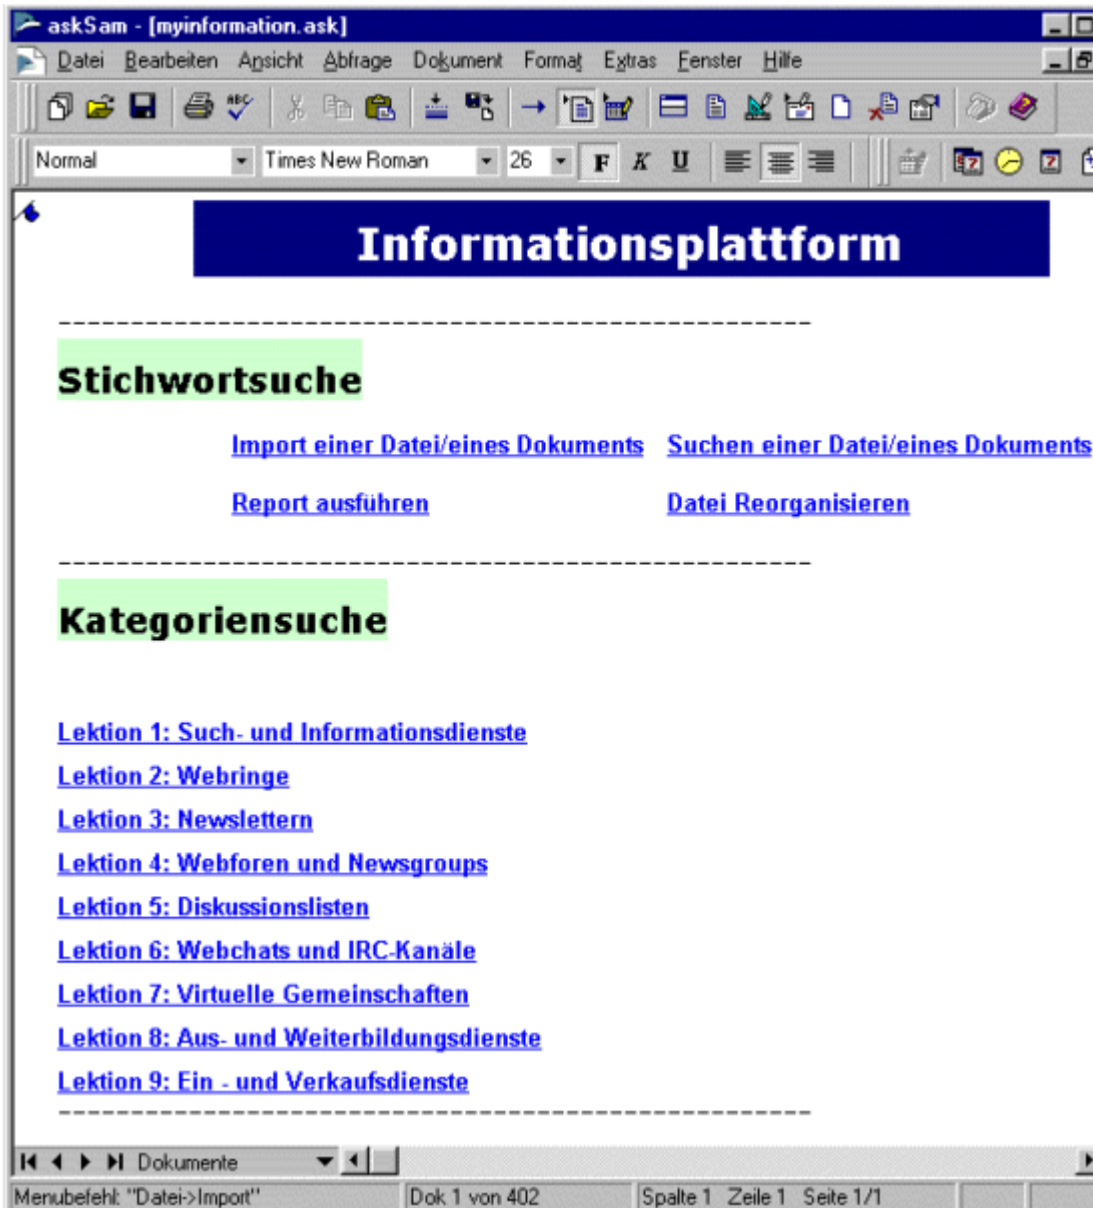 askSam - [myinformation.ask]
Datei Bearbeiten Ansicht Abfrage Dokument Format Extras Fenster Hilfe
ABC
Normal Times New Roman 26 F K U
Informationsplattform
----------------------------------------------------
Stichwortsuche
Import einer Datei/eines Dokuments Suchen einer Datei/eines Dokuments
Report ausführen Datei Reorganisieren
----------------------------------------------------
Kategoriensuche
Lektion 1: Such- und Informationsdienste
Lektion 2: Webringe
Lektion 3: Newslettern
Lektion 4: Webforen und Newsgroups
Lektion 5: Diskussionslisten
Lektion 6: Webchats und IRC-Kanäle
Lektion 7: Virtuelle Gemeinschaften
Lektion 8: Aus- und Weiterbildungsdienste
Lektion 9: Ein - und Verkaufsdienste
----------------------------------------------------
Dokumente
Menubefehl: "Datei->Import" Dok 1 von 402 Spalte 1 Zeile 1 Seite 1/1